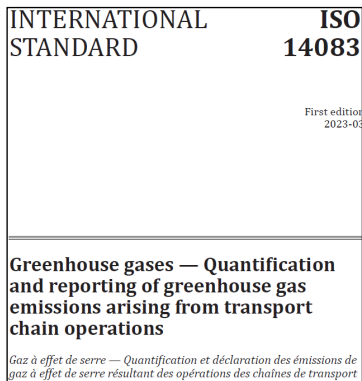 INTERNATIONAL ISO
STANDARD 14083
First edition
2023-03
Greenhouse gases — Quantification
and reporting of greenhouse gas
emissions arising from transport
chain operations
Gaz à effet de serre — Quantification et déclaration des émissions de
gaz à effet de serre résultant des opérations des chaînes de transport